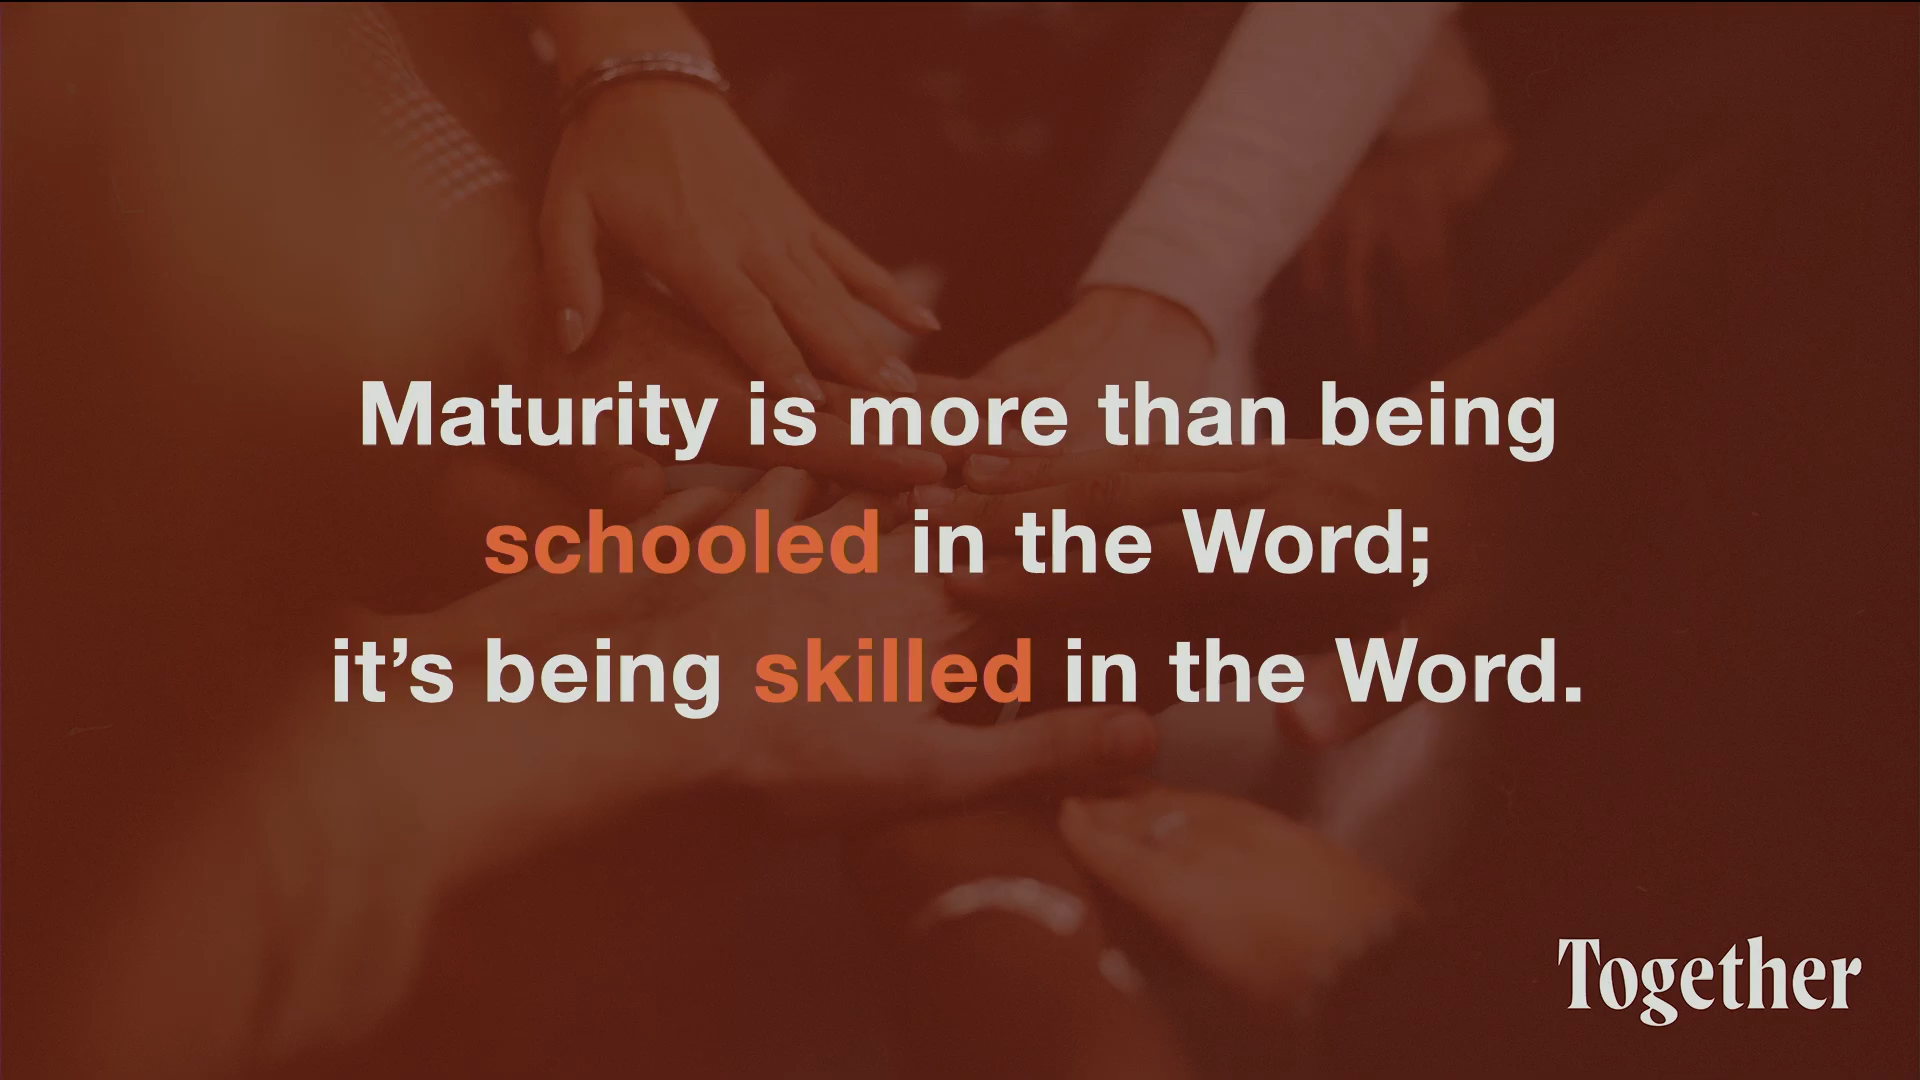 Maturity is more than being
schooled in the Word;
it’s being skilled in the Word.
Together